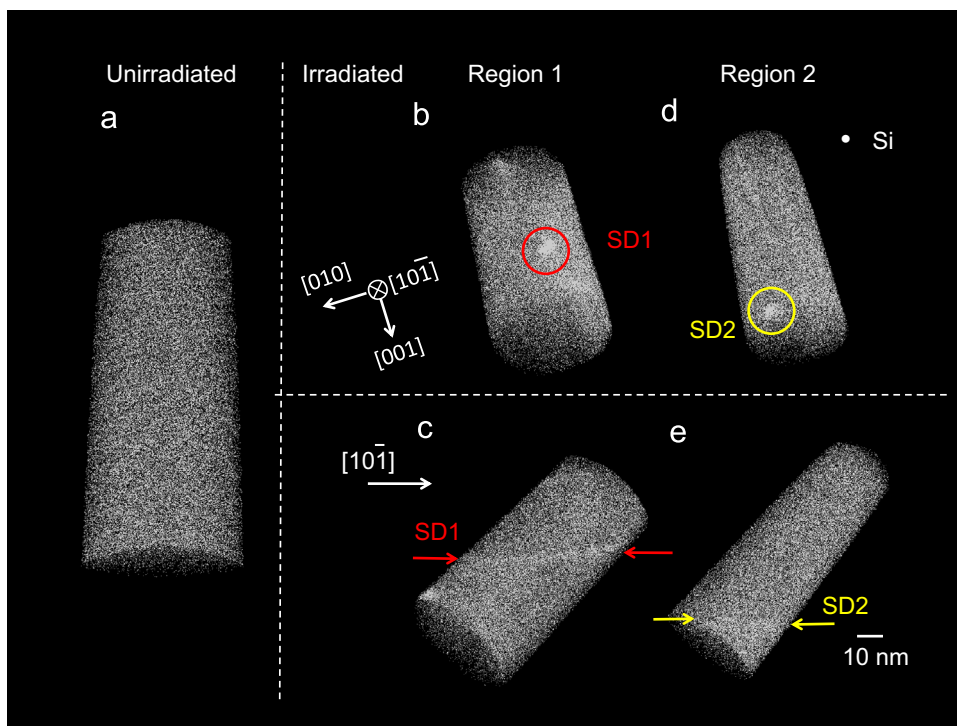 Unirradiated
Irradiated
Region 1
Region 2
a
b
d
Si
SD1
[010]
[101̄]
[001]
SD2
c
e
[101̄]
SD1
SD2
10 nm